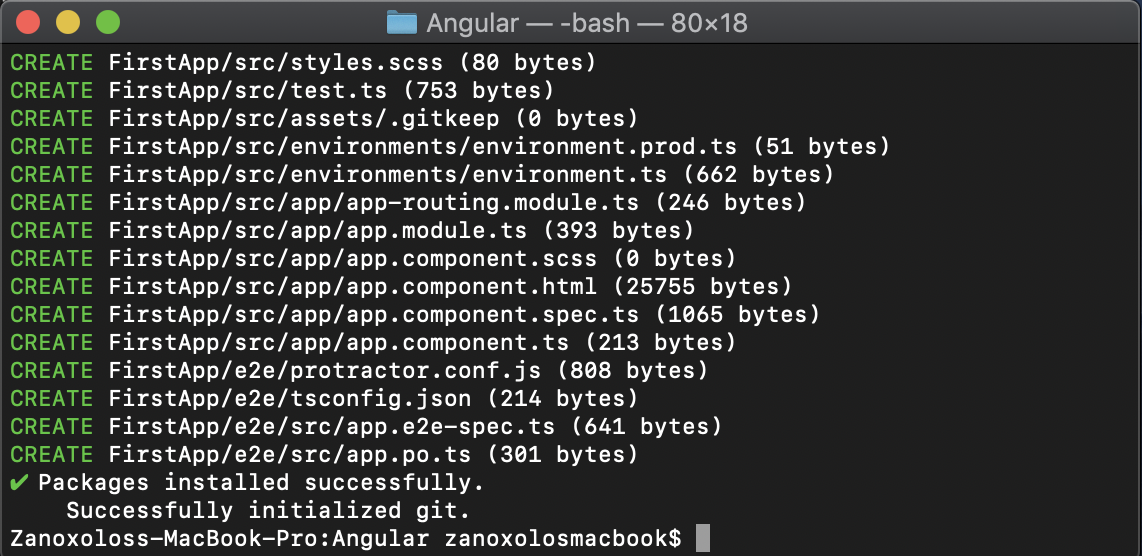 Angular — -bash — 80×18
CREATE FirstApp/src/styles.scss (80 bytes)
CREATE FirstApp/src/test.ts (753 bytes)
CREATE FirstApp/src/assets/.gitkeep (0 bytes)
CREATE FirstApp/src/environments/environment.prod.ts (51 bytes)
CREATE FirstApp/src/environments/environment.ts (662 bytes)
CREATE FirstApp/src/app/app-routing.module.ts (246 bytes)
CREATE FirstApp/src/app/app.module.ts (393 bytes)
CREATE FirstApp/src/app/app.component.scss (0 bytes)
CREATE FirstApp/src/app/app.component.html (25755 bytes)
CREATE FirstApp/src/app/app.component.spec.ts (1065 bytes)
CREATE FirstApp/src/app/app.component.ts (213 bytes)
CREATE FirstApp/e2e/protractor.conf.js (808 bytes)
CREATE FirstApp/e2e/tsconfig.json (214 bytes)
CREATE FirstApp/e2e/src/app.e2e-spec.ts (641 bytes)
CREATE FirstApp/e2e/src/app.po.ts (301 bytes)
✔ Packages installed successfully.
    Successfully initialized git.
Zanoxoloss-MacBook-Pro:Angular zanoxolosmacbook$